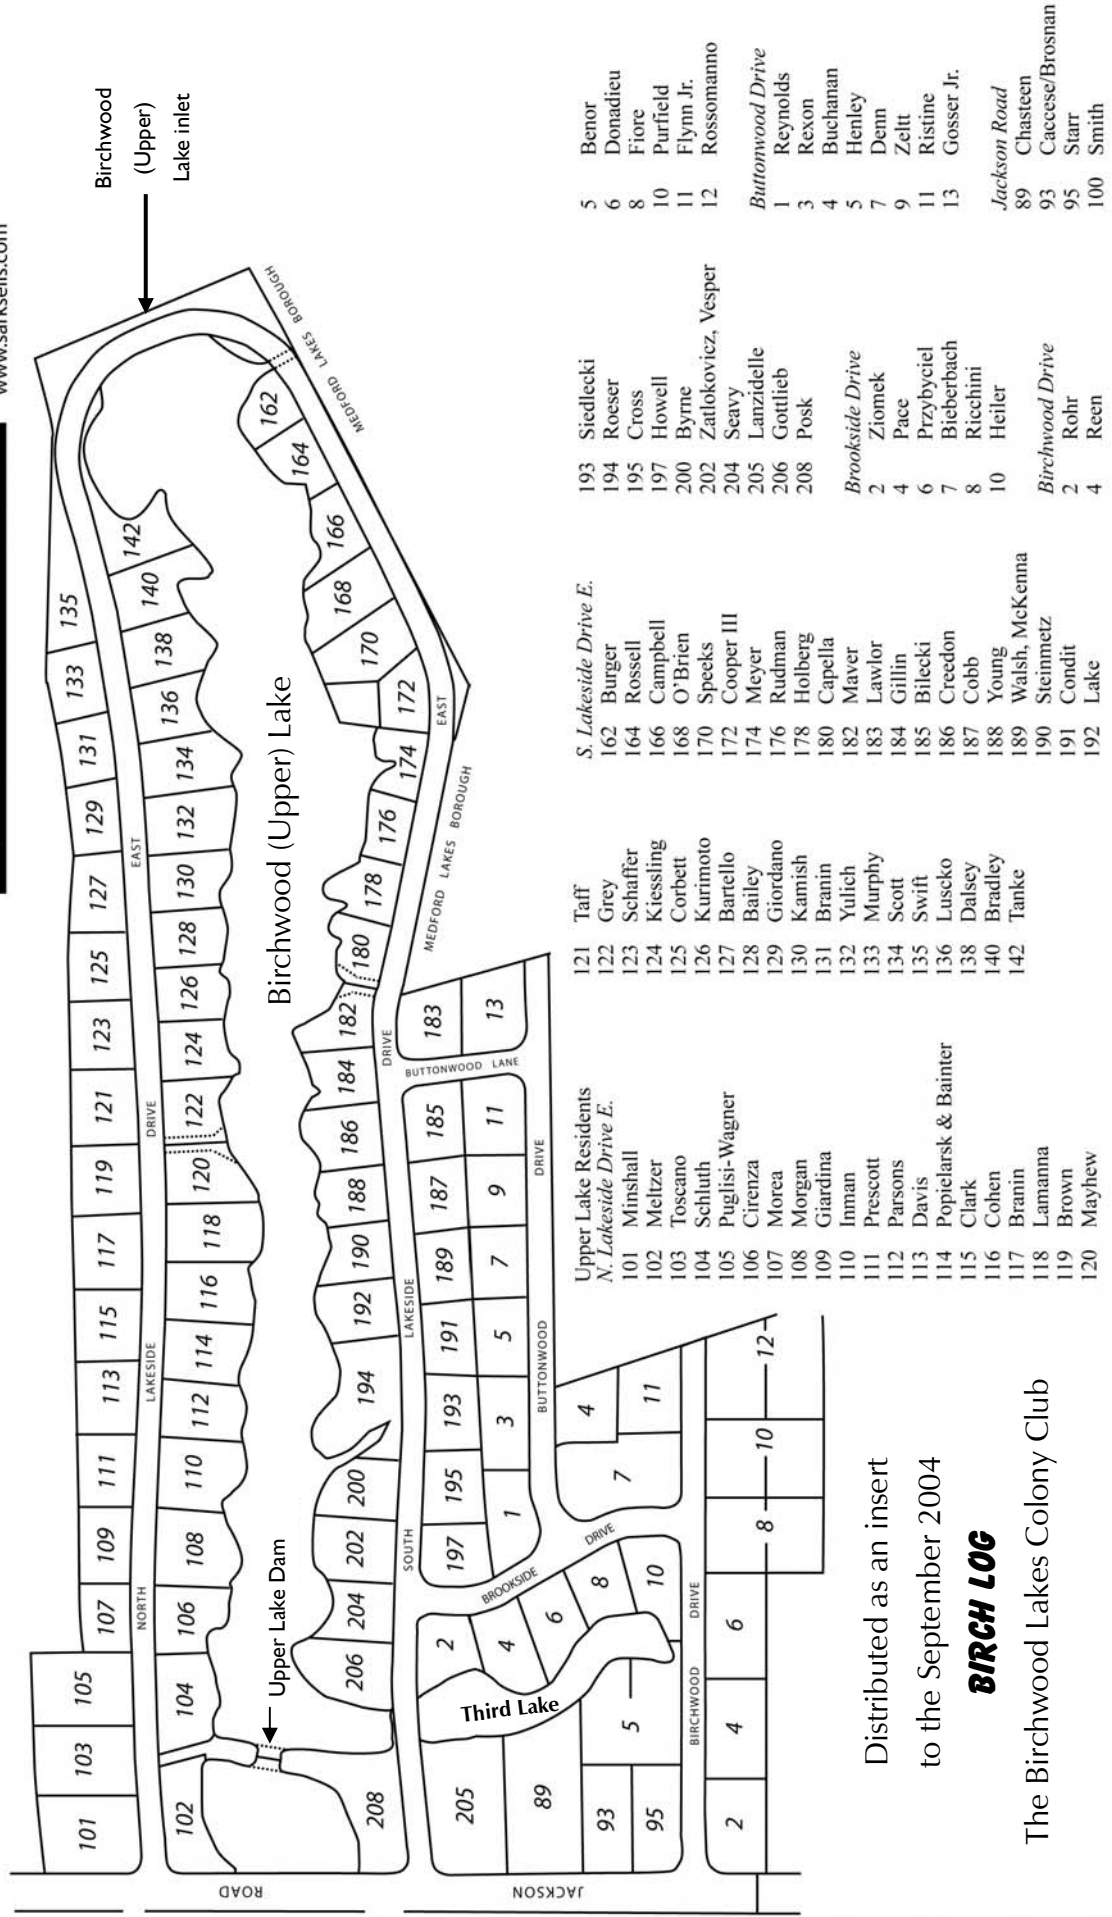 www.sarksells.com
Birchwood
(Upper)
Lake inlet
101
103
105
107
109
111
113
115
117
119
121
123
125
127
129
131
133
135
NORTH
LAKESIDE
DRIVE
EAST
102
104
106
108
110
112
114
116
118
120
122
124
126
128
130
132
134
136
138
140
142
ROAD
Upper Lake Dam
Birchwood (Upper) Lake
162
164
166
168
170
172
174
176
178
180
182
184
186
188
190
192
194
200
202
204
206
208
MEDFORD LAKES BOROUGH
MEDFORD LAKES BOROUGH
SOUTH
LAKESIDE
DRIVE
EAST
205
2
197
195
193
191
189
187
185
183
BUTTONWOOD LANE
Third Lake
4
BROOKSIDE
DRIVE
1
3
5
7
9
11
13
JACKSON
89
6
8
BUTTONWOOD
DRIVE
93
95
5
10
7
4
11
BIRCHWOOD
DRIVE
2
4
6
8
10
12
Distributed as an insert
to the September 2004
BIRCH LOG
The Birchwood Lakes Colony Club
Upper Lake Residents
N. Lakeside Drive E.
101 Minshall
102 Meltzer
103 Toscano
104 Schluth
105 Puglisi-Wagner
106 Cirenza
107 Morea
108 Morgan
109 Giardina
110 Inman
111 Prescott
112 Parsons
113 Davis
114 Popielarsk & Bainter
115 Clark
116 Cohen
117 Bramin
118 Lamanna
119 Brown
120 Mayhew
121 Taff
122 Grey
123 Schaffer
124 Kiessling
125 Corbett
126 Kurimoto
127 Bartello
128 Bailey
129 Giordano
130 Kamish
131 Branin
132 Yulich
133 Murphy
134 Scott
135 Swift
136 Luscko
138 Dalsey
140 Bradley
142 Tanke
S. Lakeside Drive E.
162 Burger
164 Rossell
166 Campbell
168 O'Brien
170 Speeks
172 Cooper III
174 Meyer
176 Rudman
178 Holberg
180 Capella
182 Maver
183 Lawlor
184 Gillin
185 Bilecki
186 Creedon
187 Cobb
188 Young
189 Walsh, McKenna
190 Steinmetz
191 Condit
192 Lake
193 Siedlecki
194 Roeser
195 Cross
197 Howell
200 Byrne
202 Zatlokovicz, Vesper
204 Seavy
205 Lanzidelle
206 Gottlieb
208 Posk
Brookside Drive
2 Ziomek
4 Pace
6 Przybyciel
7 Bieberbach
8 Ricchini
10 Heiler
Birchwood Drive
2 Rohr
4 Reen
5 Benor
6 Donadieu
8 Fiore
10 Purfield
11 Flynn Jr.
12 Rossomanno
Buttonwood Drive
1 Reynolds
3 Rexon
4 Buchanan
5 Henley
7 Denn
9 Zeltt
11 Ristine
13 Gosser Jr.
Jackson Road
89 Chasteen
93 Caccese/Brosnan
95 Starr
100 Smith